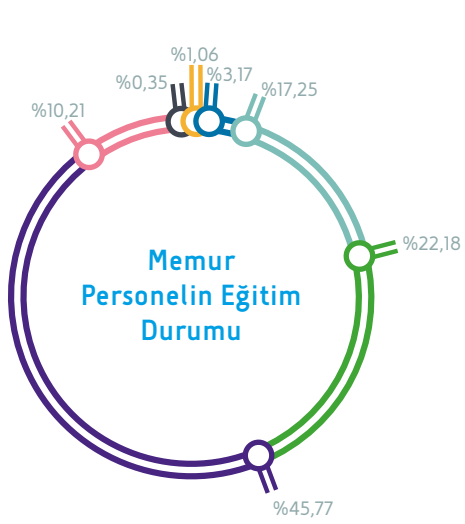 %1,06
%0,35
%3,17
%17,25
%10,21
%22,18
Memur
Personelin Eğitim
Durumu
%45,77